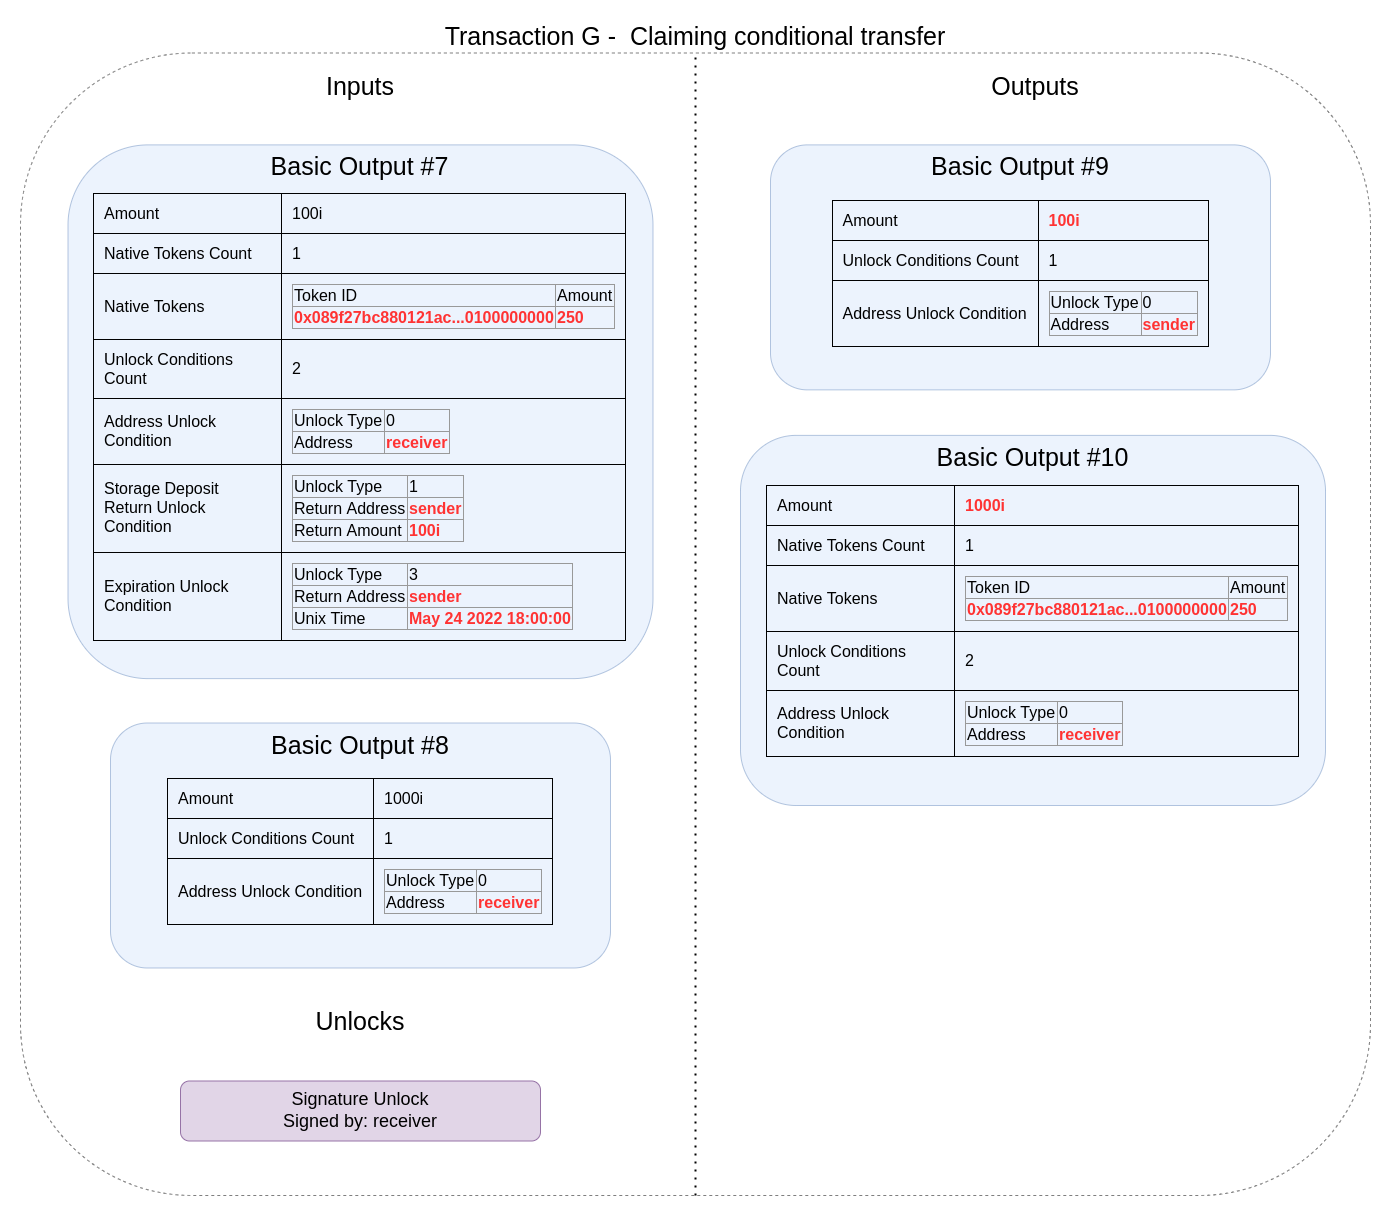 Transaction G -  Claiming conditional transfer
Inputs
Basic Output #7
Amount 100i
Native Tokens Count 1
Native Tokens
Token ID Amount
0x089f27bc880121ac...0100000000 250
Unlock Conditions
Count
2
Address Unlock
Condition
Unlock Type 0
Address receiver
Storage Deposit
Return Unlock
Condition
Unlock Type 1
Return Address sender
Return Amount 100i
Expiration Unlock
Condition
Unlock Type 3
Return Address sender
Unix Time May 24 2022 18:00:00
Basic Output #8
Amount 1000i
Unlock Conditions Count 1
Address Unlock Condition
Unlock Type 0
Address receiver
Unlocks
Signature Unlock
Signed by: receiver
Outputs
Basic Output #9
Amount 100i
Unlock Conditions Count 1
Address Unlock Condition
Unlock Type 0
Address sender
Basic Output #10
Amount 1000i
Native Tokens Count 1
Native Tokens
Token ID Amount
0x089f27bc880121ac...0100000000 250
Unlock Conditions
Count
2
Address Unlock
Condition
Unlock Type 0
Address receiver